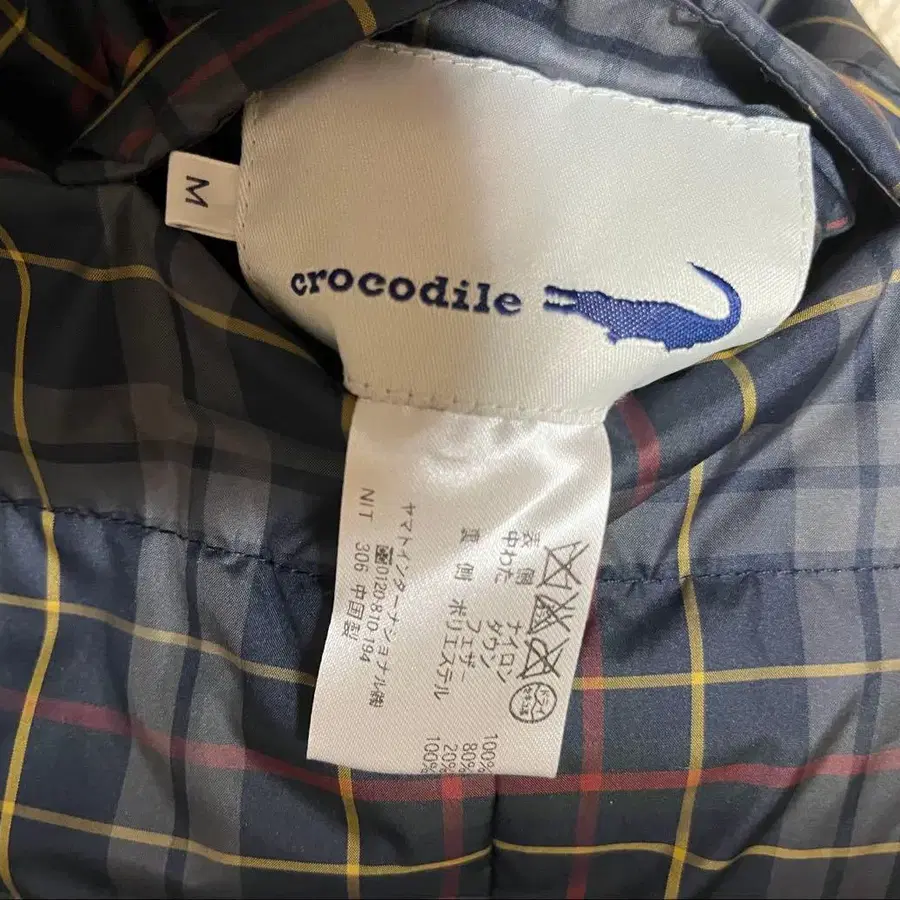 M
crocodile
表側 ナイロン 100%
中わた ダウン 80%
フェザー 20%
裏側 ポリエステル 100%
ヤマトインターナショナル㈱
0120-810-194
NIT 306 中国製